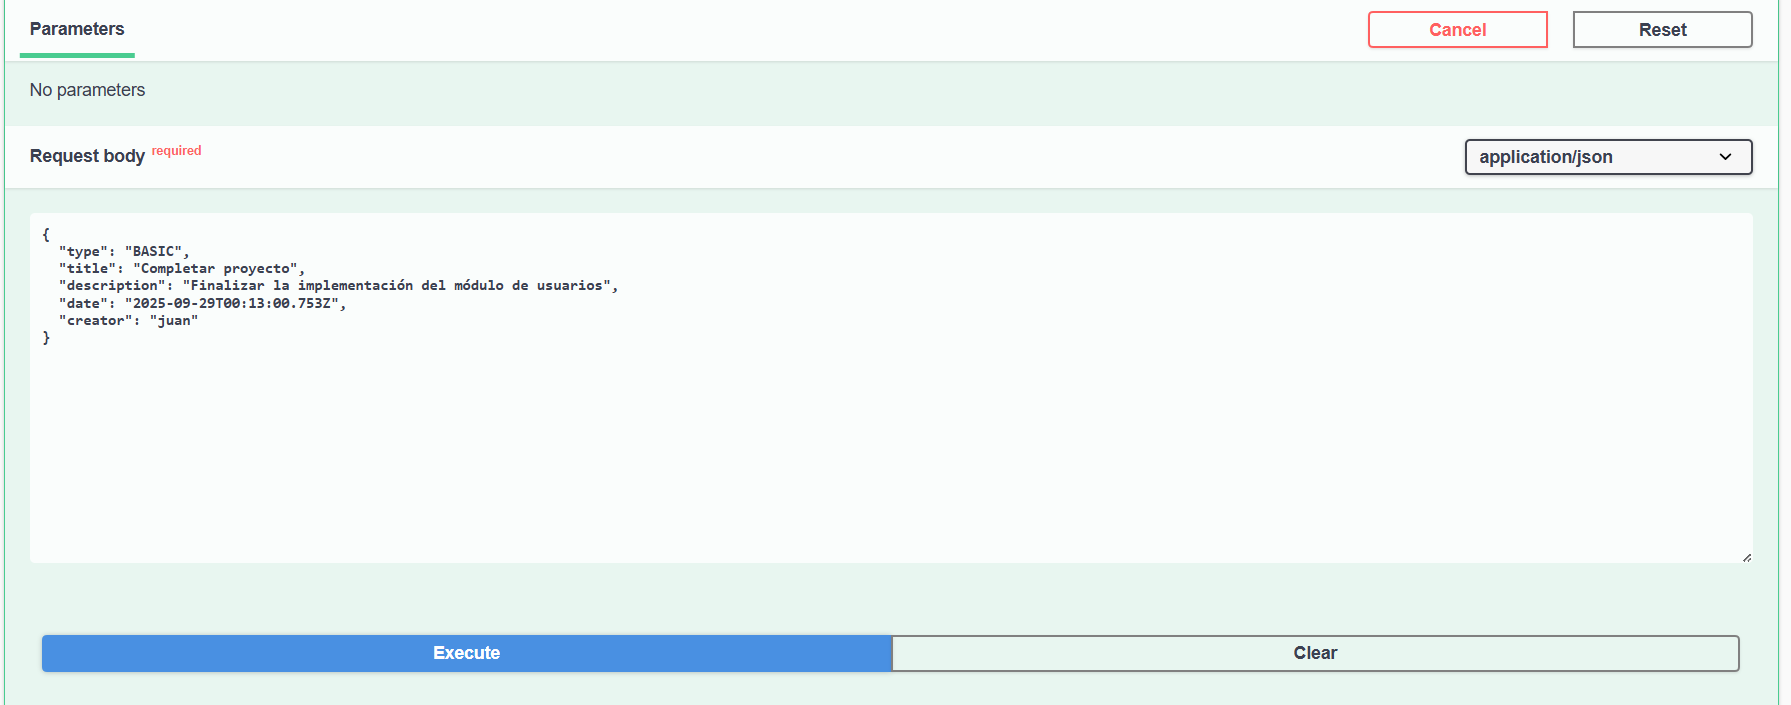 Parameters
Cancel
Reset
No parameters
Request body required
application/json
{
  "type": "BASIC",
  "title": "Completar proyecto",
  "description": "Finalizar la implementación del módulo de usuarios",
  "date": "2025-09-29T00:13:00.753Z",
  "creator": "juan"
}
Execute
Clear